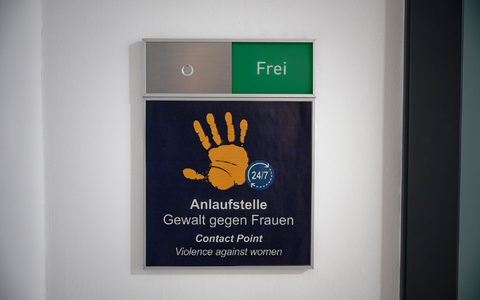 Frei
24/7
Anlaufstelle
Gewalt gegen Frauen
Contact Point
Violence against women